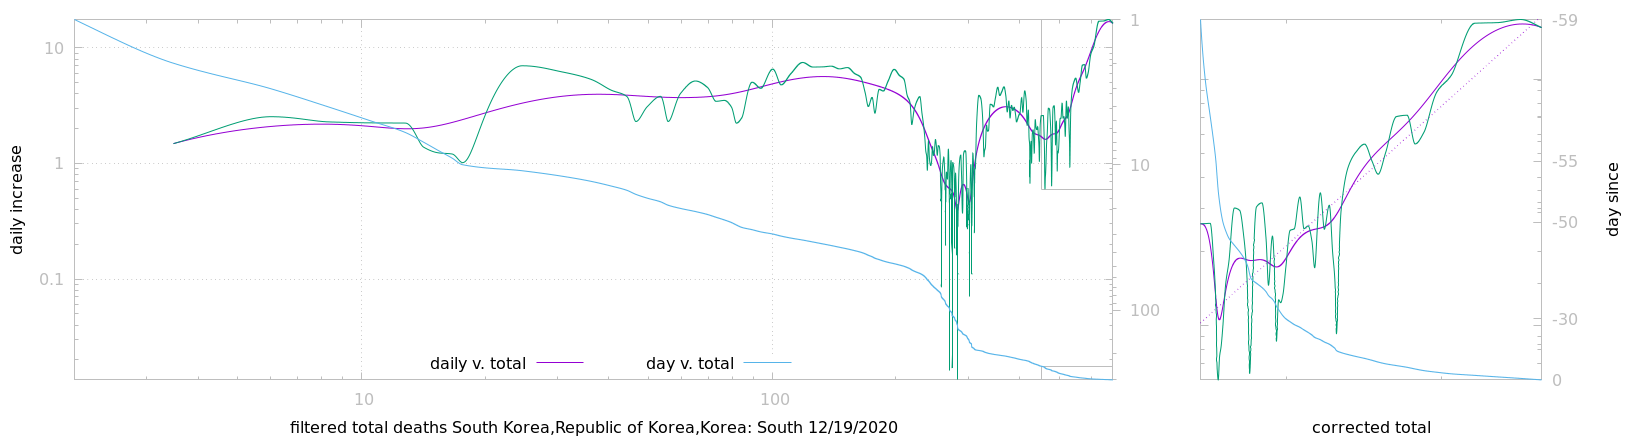 10
1
0.1
daily increase
1
10
100
-59
-55
-50
-30
0
day since
daily v. total
day v. total
10
100
filtered total deaths South Korea,Republic of Korea,Korea: South 12/19/2020
corrected total